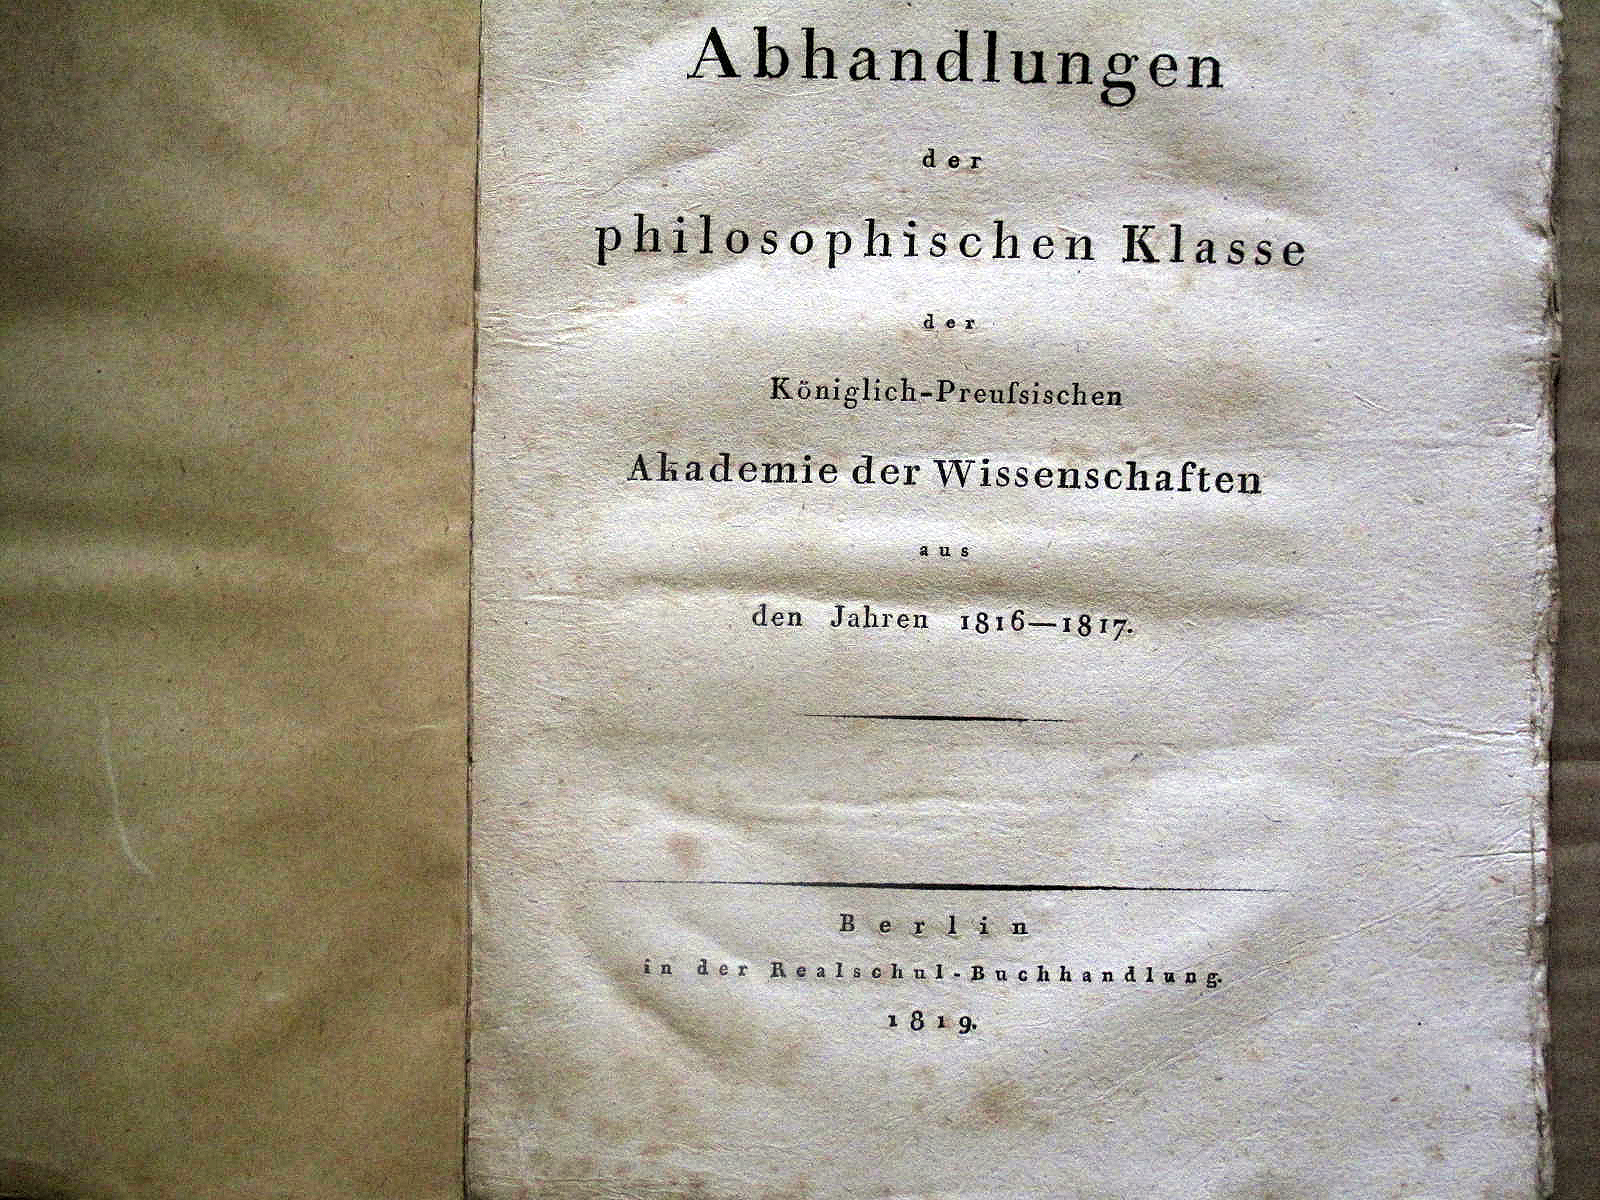 Abhandlungen
der
philosophischen Klasse
der
Königlich-Preuſsischen
Akademie der Wissenschaften
aus
den Jahren 1816—1817.
Berlin
in der Realschul-Buchhandlung.
1819.